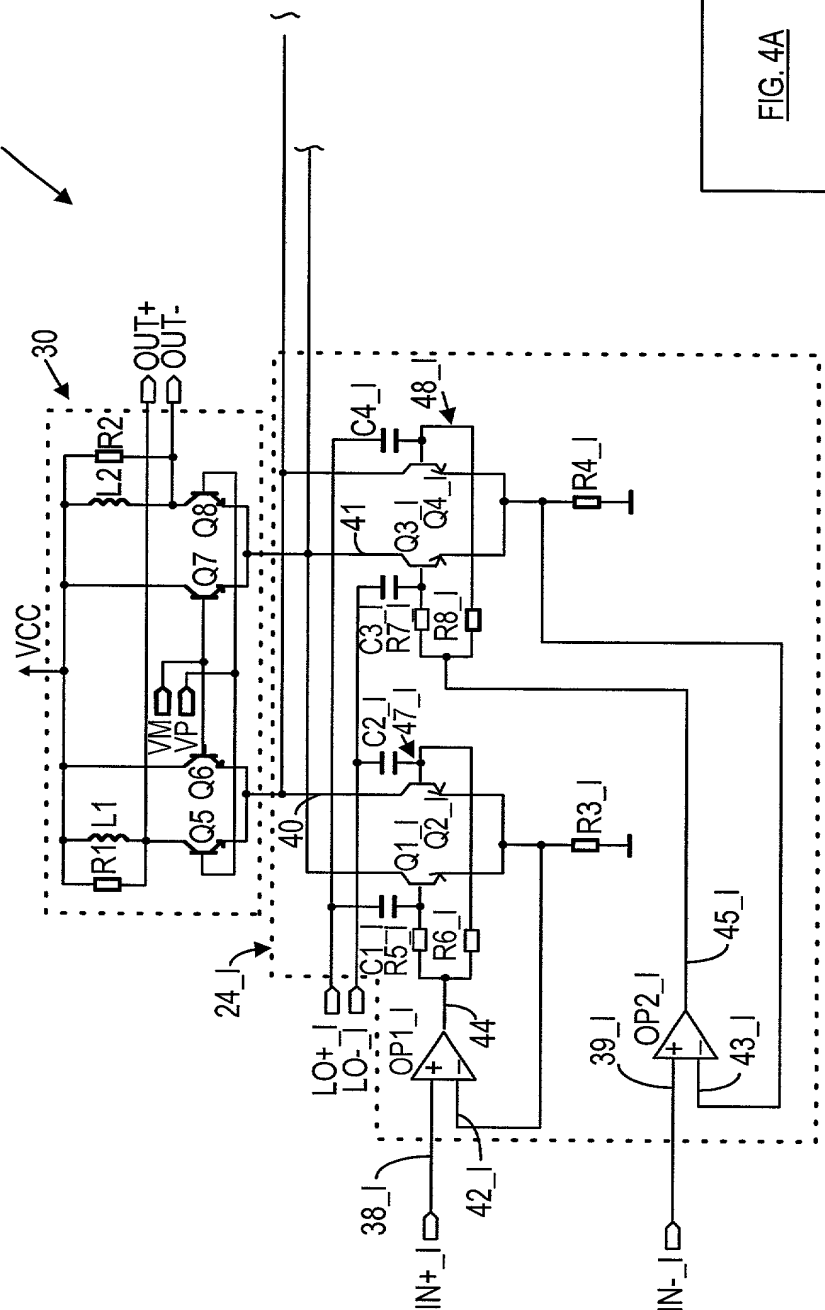 VCC
30
R1
L1
Q5
Q6
VM
VP
Q7
Q8
L2
R2
OUT+
OUT-
24_I
40
41
LO+_I
LO-_I
C1_I
R5_I
R6_I
Q1_I
Q2_I
C2_I
47_I
C3_I
R7_I
R8_I
Q3_I
Q4_I
C4_I
48_I
OP1_I
44
R3_I
R4_I
38_I
42_I
IN+_I
39_I
OP2_I
45_I
43_I
IN-_I
FIG. 4A